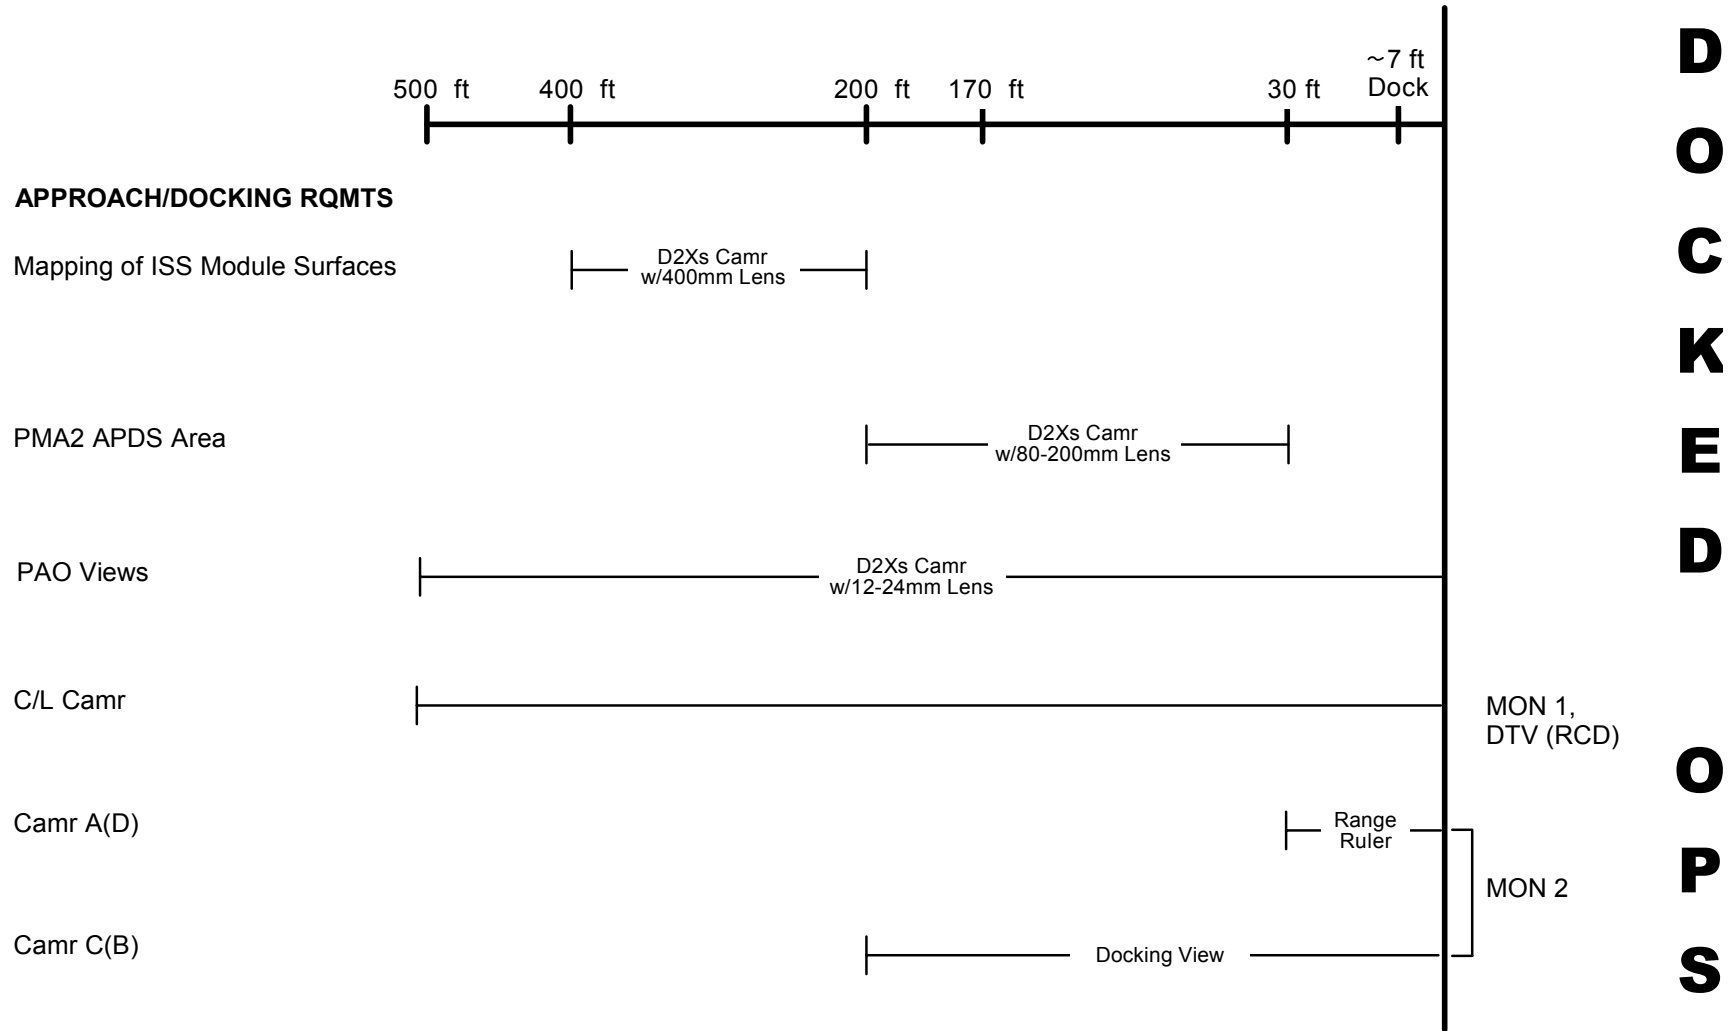 ~7 ft
500 ft 400 ft 200 ft 170 ft 30 ft Dock
APPROACH/DOCKING RQMTS
Mapping of ISS Module Surfaces
D2Xs Camr
w/400mm Lens
PMA2 APDS Area
D2Xs Camr
w/80-200mm Lens
PAO Views
D2Xs Camr
w/12-24mm Lens
C/L Camr
MON 1,
DTV (RCD)
Camr A(D)
Range
Ruler
MON 2
Camr C(B)
Docking View
D
O
C
K
E
D
O
P
S